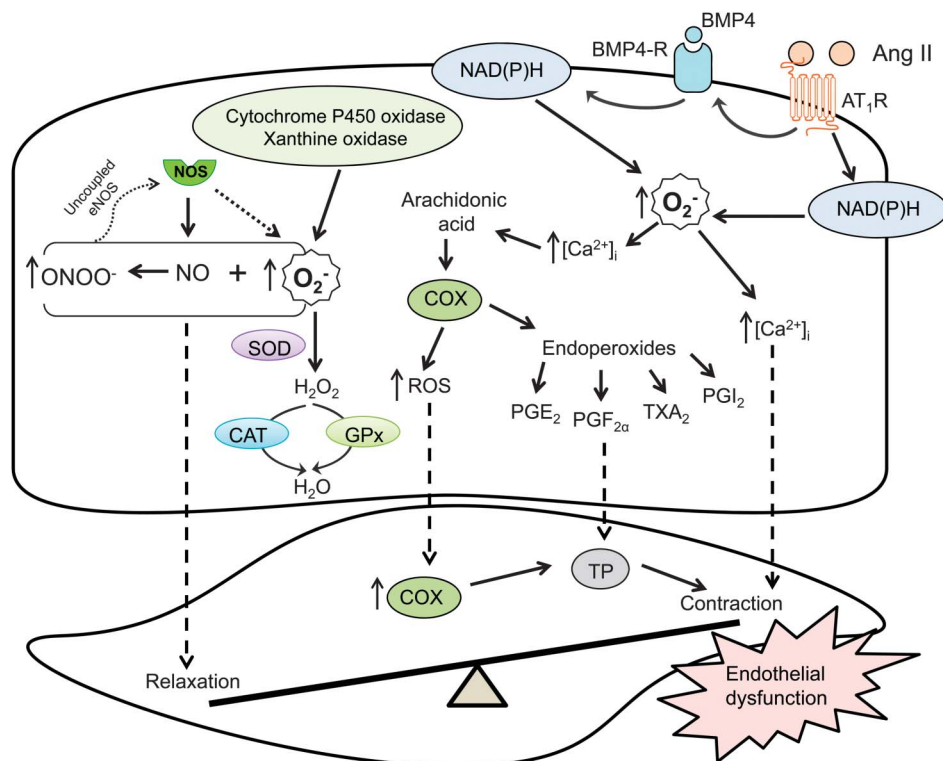 BMP4
BMP4-R
Ang II
NAD(P)H
AT₁R
Cytochrome P450 oxidase
Xanthine oxidase
Uncoupled
eNOS
NOS
Arachidonic
acid
↑ O₂⁻
NAD(P)H
↑[Ca²⁺]ᵢ
↑ONOO⁻
NO
+
↑ O₂⁻
COX
↑[Ca²⁺]ᵢ
SOD
Endoperoxides
H₂O₂
↑ROS
PGE₂
PGF₂α
TXA₂
PGI₂
CAT
GPx
H₂O
TP
↑ COX
Contraction
Relaxation
Endothelial
dysfunction